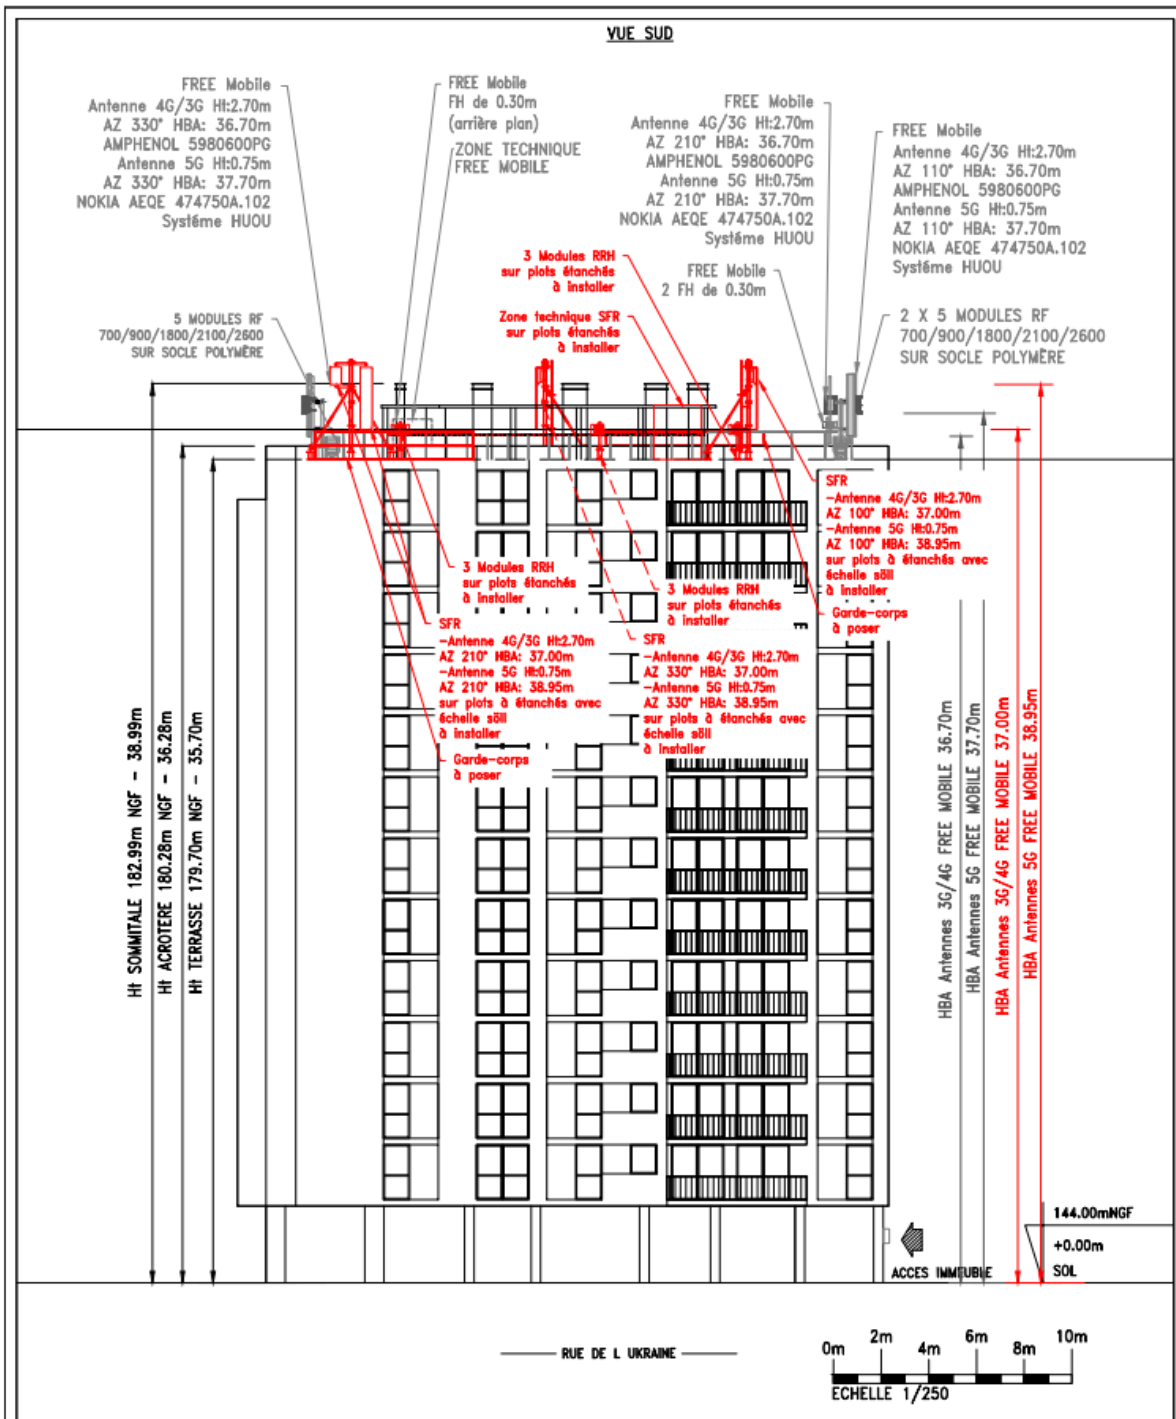 VUE SUD
FREE Mobile
Antenne 4G/3G Ht:2.70m
AZ 330° HBA: 36.70m
AMPHENOL 5980600PG
Antenne 5G Ht:0.75m
AZ 330° HBA: 37.70m
NOKIA AEQE 474750A.102
Système HUOU
FREE Mobile
FH de 0.30m
(arrière plan)
ZONE TECHNIQUE
FREE MOBILE
FREE Mobile
Antenne 4G/3G Ht:2.70m
AZ 210° HBA: 36.70m
AMPHENOL 5980600PG
Antenne 5G Ht:0.75m
AZ 210° HBA: 37.70m
NOKIA AEQE 474750A.102
Système HUOU
FREE Mobile
Antenne 4G/3G Ht:2.70m
AZ 110° HBA: 36.70m
AMPHENOL 5980600PG
Antenne 5G Ht:0.75m
AZ 110° HBA: 37.70m
NOKIA AEQE 474750A.102
Système HUOU
3 Modules RRH
sur plots étanchés
à installer
FREE Mobile
2 FH de 0.30m
5 MODULES RF
700/900/1800/2100/2600
SUR SOCLE POLYMÈRE
Zone technique SFR
sur plots étanchés
à installer
2 X 5 MODULES RF
700/900/1800/2100/2600
SUR SOCLE POLYMÈRE
SFR
-Antenne 4G/3G Ht:2.70m
AZ 100° HBA: 37.00m
-Antenne 5G Ht:0.75m
AZ 100° HBA: 38.95m
sur plots à étanchés avec
échelle söll
à installer
3 Modules RRH
sur plots étanchés
à installer
3 Modules RRH
sur plots étanchés
à installer
Garde-corps
à poser
SFR
-Antenne 4G/3G Ht:2.70m
AZ 210° HBA: 37.00m
-Antenne 5G Ht:0.75m
AZ 210° HBA: 38.95m
sur plots à étanchés avec
échelle söll
à installer
SFR
-Antenne 4G/3G Ht:2.70m
AZ 330° HBA: 37.00m
-Antenne 5G Ht:0.75m
AZ 330° HBA: 38.95m
sur plots à étanchés avec
échelle söll
à installer
Garde-corps
à poser
Ht SOMMITALE 182.99m NGF - 38.99m
Ht ACROTERE 180.28m NGF - 36.28m
Ht TERRASSE 179.70m NGF - 35.70m
HBA Antennes 3G/4G FREE MOBILE 36.70m
HBA Antennes 5G FREE MOBILE 37.70m
HBA Antennes 3G/4G FREE MOBILE 37.00m
HBA Antennes 5G FREE MOBILE 38.95m
144.00mNGF
+0.00m
SOL
ACCES IMMEUBLE
RUE DE L UKRAINE
0m 2m 4m 6m 8m 10m
ECHELLE 1/250